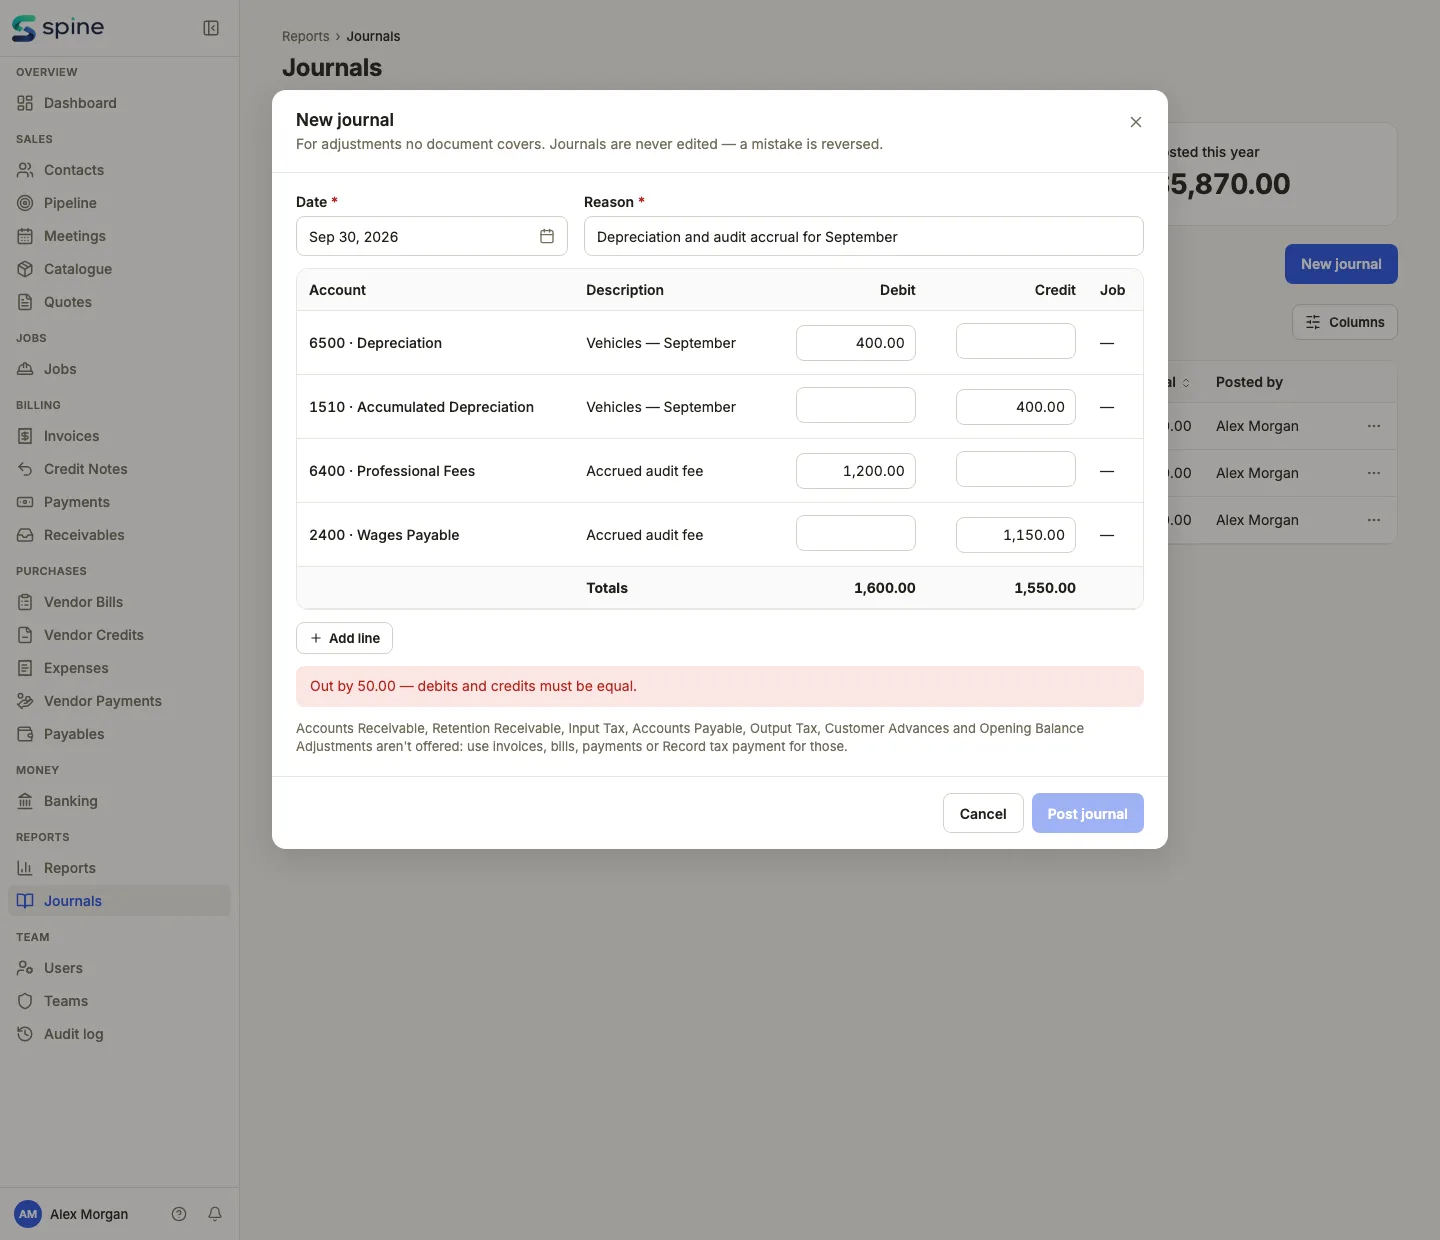 spine
OVERVIEW
Dashboard
SALES
Contacts
Pipeline
Meetings
Catalogue
Quotes
JOBS
Jobs
BILLING
Invoices
Credit Notes
Payments
Receivables
PURCHASES
Vendor Bills
Vendor Credits
Expenses
Vendor Payments
Payables
MONEY
Banking
REPORTS
Reports
Journals
TEAM
Users
Teams
Audit log
AM Alex Morgan
Reports › Journals
Journals
this year
5,870.00
New journal
Columns
Posted by
.00 Alex Morgan
.00 Alex Morgan
.00 Alex Morgan
New journal
For adjustments no document covers. Journals are never edited — a mistake is reversed.
Date * Reason *
Sep 30, 2026 Depreciation and audit accrual for September
Account Description Debit Credit Job
6500 · Depreciation Vehicles — September 400.00 —
1510 · Accumulated Depreciation Vehicles — September 400.00 —
6400 · Professional Fees Accrued audit fee 1,200.00 —
2400 · Wages Payable Accrued audit fee 1,150.00 —
Totals 1,600.00 1,550.00
+ Add line
Out by 50.00 — debits and credits must be equal.
Accounts Receivable, Retention Receivable, Input Tax, Accounts Payable, Output Tax, Customer Advances and Opening Balance
Adjustments aren't offered: use invoices, bills, payments or Record tax payment for those.
Cancel Post journal